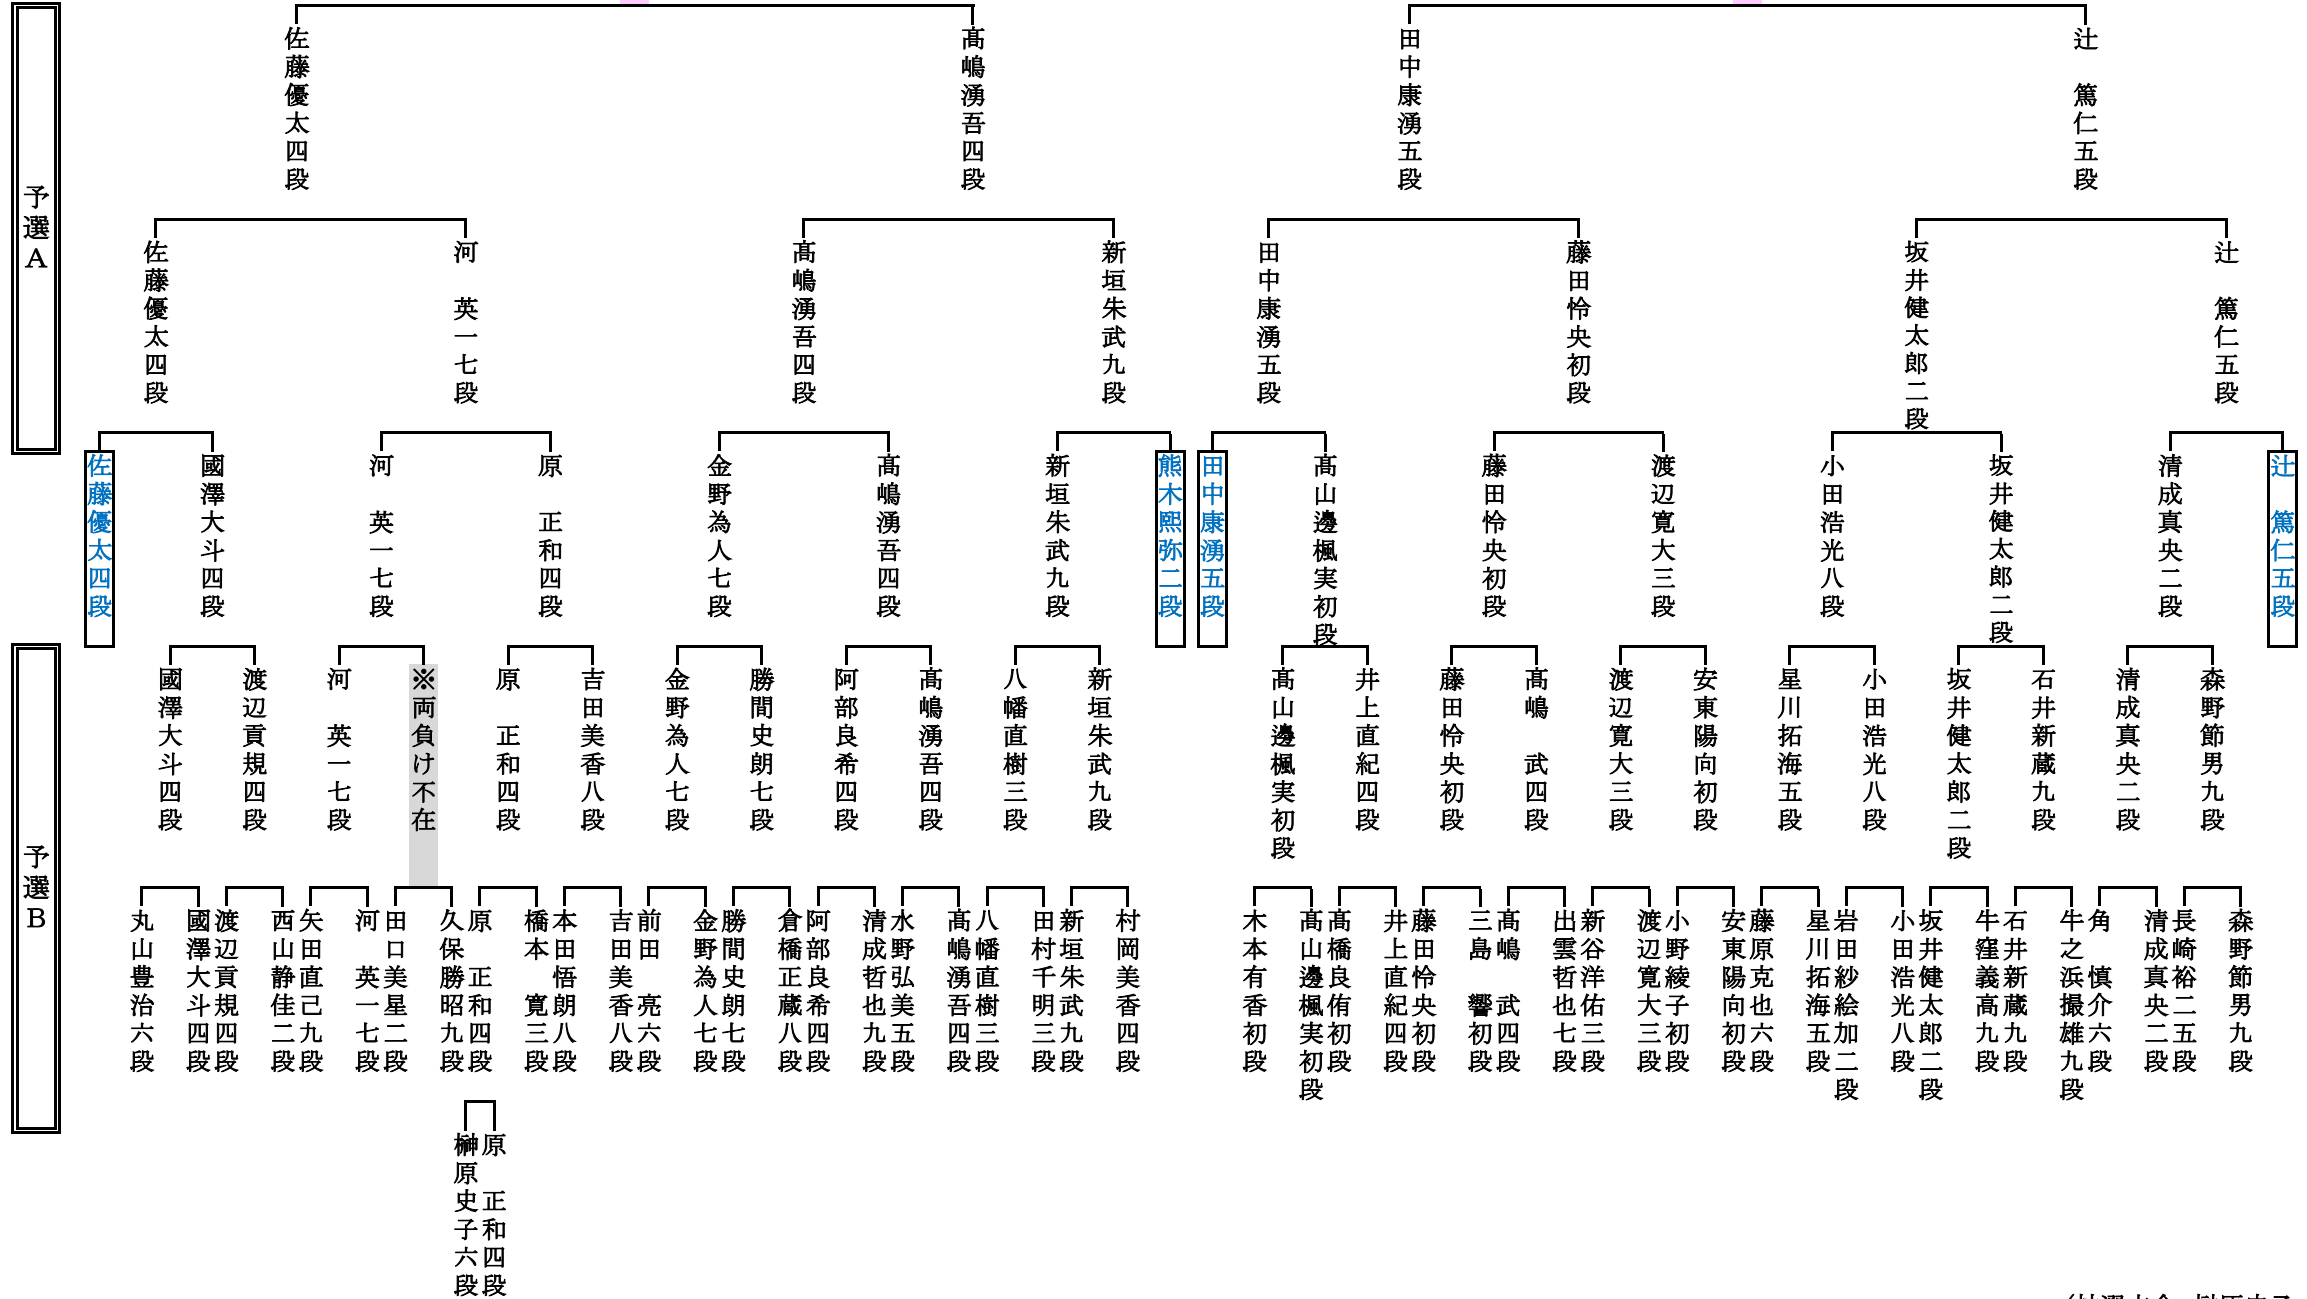 佐藤優太四段
髙嶋湧吾四段
田中康湧五段
辻　篤仁五段
予選A
佐藤優太四段
河　英一七段
髙嶋湧吾四段
新垣朱武九段
田中康湧五段
藤田怜央初段
坂井健太郎二段
辻　篤仁五段
佐藤優太四段
國澤大斗四段
河　英一七段
原　正和四段
金野為人七段
髙嶋湧吾四段
新垣朱武九段
熊木熙弥二段
田中康湧五段
髙山邊楓実初段
藤田怜央初段
渡辺寛大三段
小田浩光八段
坂井健太郎二段
清成真央二段
辻　篤仁五段
予選B
國澤大斗四段
渡辺貢規四段
河　英一七段
※両負け不在
原　正和四段
吉田美香八段
金野為人七段
勝間史朗七段
阿部良希四段
髙嶋湧吾四段
八幡直樹三段
新垣朱武九段
髙山邊楓実初段
井上直紀四段
藤田怜央初段
髙嶋　武四段
渡辺寛大三段
安東陽向初段
星川拓海五段
小田浩光八段
坂井健太郎二段
石井新蔵九段
清成真央二段
森野節男九段
丸山豊治六段
國澤大斗四段
渡辺貢規四段
西山静佳二段
矢田直己九段
河　英一七段
田口美星二段
久保勝昭九段
原　正和四段
橋本　寛三段
本田悟朗八段
吉田美香八段
前田　亮六段
金野為人七段
勝間史朗七段
倉橋正蔵八段
阿部良希四段
清成哲也九段
水野弘美五段
髙嶋湧吾四段
八幡直樹三段
田村千明三段
新垣朱武九段
村岡美香四段
木本有香初段
髙山邊楓実初段
髙橋良侑初段
井上直紀四段
藤田怜央初段
三島　響初段
髙嶋　武四段
出雲哲也七段
新谷洋佑三段
渡辺寛大三段
小野綾子初段
安東陽向初段
藤原克也六段
星川拓海五段
岩田紗絵加二段
小田浩光八段
坂井健太郎二段
牛窪義高九段
石井新蔵九段
牛之浜撮雄九段
角　慎介六段
清成真央二段
長崎裕二五段
森野節男九段
榊原史子六段
原　正和四段